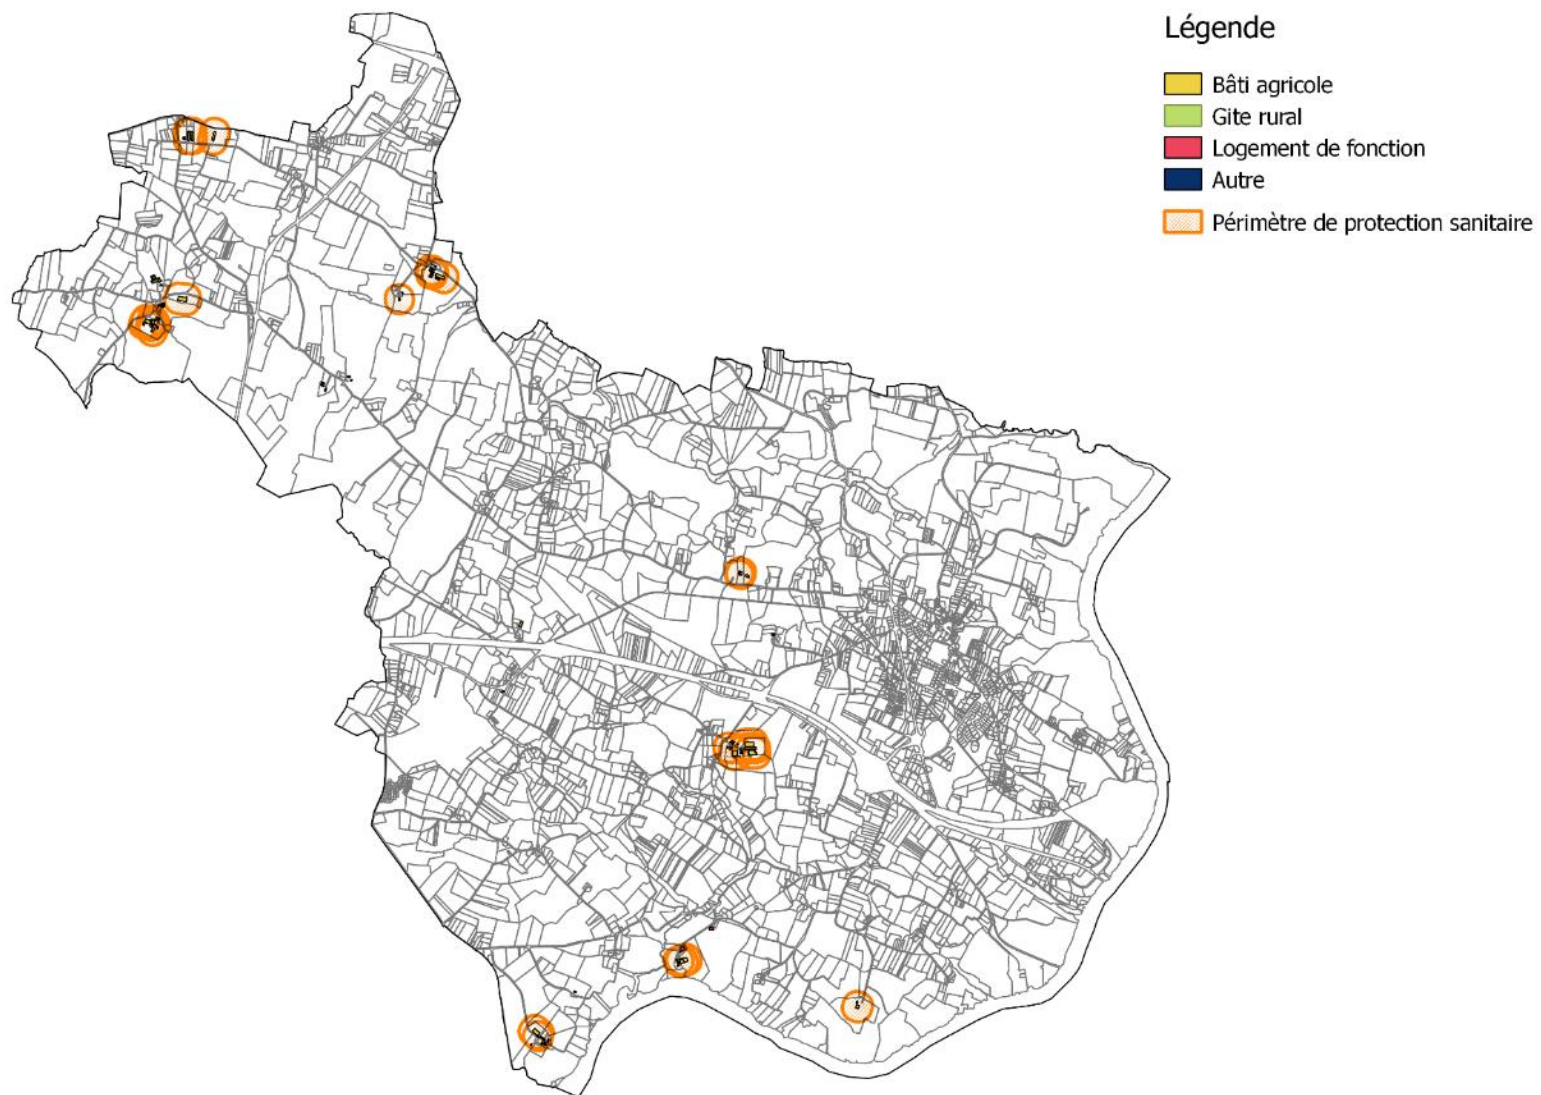 Légende
Bâti agricole
Gite rural
Logement de fonction
Autre
Périmètre de protection sanitaire